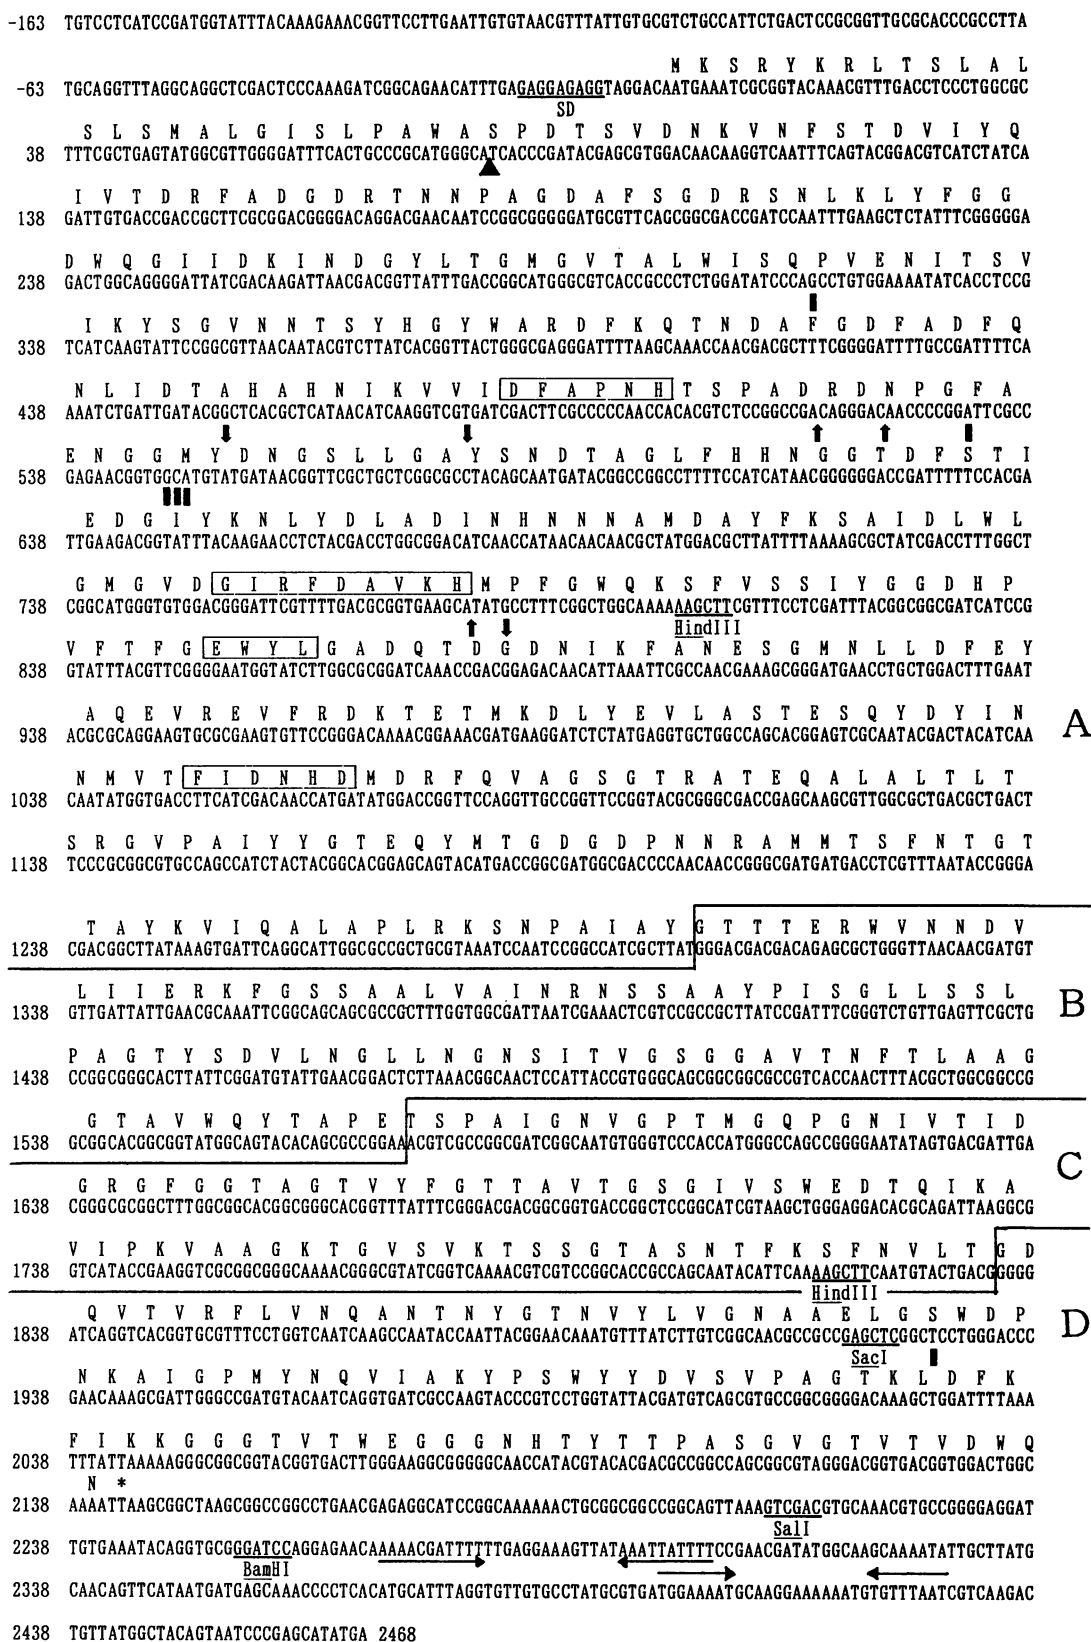 -163 TGTCCTCATCCGATGGTATTTACAAAGAAACGGTTCCTTGAATTGTGTAACGTTTATTGTGCGTCTGCCATTCTGACTCCGCGGTTGCGCACCCGCCTTA
M K S R Y K R L T S L A L
-63 TGCAGGTTTAGGCAGGCTCGACTCCCAAAGATCGGCAGAACATTTGAGAGGAGAGGTAGGACAATGAAATCGCGGTACAAACGTTTGACCTCCCTGGCGC
SD
S L S M A L G I S L P A W A S P D T S V D N K V N F S T D V I Y Q
38 TTTCGCTGAGTATGGCGTTGGGGATTTCACTGCCCGCATGGGCATCACCCGATACGAGCGTGGACAACAAGGTCAATTTCAGTACGGACGTCATCTATCA
I V T D R F A D G D R T N N P A G D A F S G D R S N L K L Y F G G
138 GATTGTGACCGACCGCTTCGCGGACGGGGACAGGACGAACAATCCGGCGGGGGATGCGTTCAGCGGCGACCGATCCAATTTGAAGCTCTATTTCGGGGGA
D W Q G I I D K I N D G Y L T G M G V T A L W I S Q P V E N I T S V
238 GACTGGCAGGGGATTATCGACAAGATTAACGACGGTTATTTGACCGGCATGGGCGTCACCGCCCTCTGGATATCCCAGCCTGTGGAAAATATCACCTCCG
I K Y S G V N N T S Y H G Y W A R D F K Q T N D A F G D F A D F Q
338 TCATCAAGTATTCCGGCGTTAACAATACGTCTTATCACGGTTACTGGGCGAGGGATTTTAAGCAAACCAACGACGCTTTCGGGGATTTTGCCGATTTTCA
N L I D T A H A H N I K V V I D F A P N H T S P A D R D N P G F A
438 AAATCTGATTGATACGGCTCACGCTCATAACATCAAGGTCGTGATCGACTTCGCCCCCAACCACACGTCTCCGGCCGACAGGGACAACCCCGGATTCGCC
E N G G M Y D N G S L L G A Y S N D T A G L F H H N G G T D F S T I
538 GAGAACGGTGGCATGTATGATAACGGTTCGCTGCTCGGCGCCTACAGCAATGATACGGCCGGCCTTTTCCATCATAACGGGGGGACCGATTTTTCCACGA
E D G I Y K N L Y D L A D I N H N N N A M D A Y F K S A I D L W L
638 TTGAAGACGGTATTTACAAGAACCTCTACGACCTGGCGGACATCAACCATAACAACAACGCTATGGACGCTTATTTTAAAAGCGCTATCGACCTTTGGCT
G M G V D G I R F D A V K H M P F G W Q K S F V S S I Y G G D H P
738 CGGCATGGGTGTGGACGGGATTCGTTTTGACGCGGTGAAGCATATGCCTTTCGGCTGGCAAAAAAGCTTCGTTTCCTCGATTTACGGCGGCGATCATCCG
HindIII
V F T F G E W Y L G A D Q T D G D N I K F A N E S G M N L L D F E Y
838 GTATTTACGTTCGGGGAATGGTATCTTGGCGCGGATCAAACCGACGGAGACAACATTAAATTCGCCAACGAAAGCGGGATGAACCTGCTGGACTTTGAAT
A Q E V R E V F R D K T E T M K D L Y E V L A S T E S Q Y D Y I N
938 ACGCGCAGGAAGTGCGCGAAGTGTTCCGGGACAAAACGGAAACGATGAAGGATCTCTATGAGGTGCTGGCCAGCACGGAGTCGCAATACGACTACATCAA
A
N M V T F I D N H D M D R F Q V A G S G T R A T E Q A L A L T L T
1038 CAATATGGTGACCTTCATCGACAACCATGATATGGACCGGTTCCAGGTTGCCGGTTCCGGTACGCGGGCGACCGAGCAAGCGTTGGCGCTGACGCTGACT
S R G V P A I Y Y G T E Q Y M T G D G D P N N R A M M T S F N T G T
1138 TCCCGCGGCGTGCCAGCCATCTACTACGGCACGGAGCAGTACATGACCGGCGATGGCGACCCCAACAACCGGGCGATGATGACCTCGTTTAATACCGGGA
T A Y K V I Q A L A P L R K S N P A I A Y G T T T E R W V N N D V
1238 CGACGGCTTATAAAGTGATTCAGGCATTGGCGCCGCTGCGTAAATCCAATCCGGCCATCGCTTATGGGACGACGACAGAGCGCTGGGTTAACAACGATGT
L I I E R K F G S S A A L V A I N R N S S A A Y P I S G L L S S L
1338 GTTGATTATTGAACGCAAATTCGGCAGCAGCGCCGCTTTGGTGGCGATTAATCGAAACTCGTCCGCCGCTTATCCGATTTCGGGTCTGTTGAGTTCGCTG
B
P A G T Y S D V L N G L L N G N S I T V G S G G A V T N F T L A A G
1438 CCGGCGGGCACTTATTCGGATGTATTGAACGGACTCTTAAACGGCAACTCCATTACCGTGGGCAGCGGCGGCGCCGTCACCAACTTTACGCTGGCGGCCG
G T A V W Q Y T A P E T S P A I G N V G P T M G Q P G N I V T I D
1538 GCGGCACGGCGGTATGGCAGTACACAGCGCCGGAAACGTCGCCGGCGATCGGCAATGTGGGTCCCACCATGGGCCAGCCGGGGAATATAGTGACGATTGA
C
G R G F G G T A G T V Y F G T T A V T G S G I V S W E D T Q I K A
1638 CGGGCGCGGCTTTGGCGGCACGGCGGGCACGGTTTATTTCGGGACGACGGCGGTGACCGGCTCCGGCATCGTAAGCTGGGAGGACACGCAGATTAAGGCG
V I P K V A A G K T G V S V K T S S G T A S N T F K S F N V L T G D
1738 GTCATACCGAAGGTCGCGGCGGGCAAAACGGGCGTATCGGTCAAAACGTCGTCCGGCACCGCCAGCAATACATTCAAAAGCTTCAATGTACTGACGGGGG
HindIII
Q V T V R F L V N Q A N T N Y G T N V Y L V G N A A E L G S W D P
1838 ATCAGGTCACGGTGCGTTTCCTGGTCAATCAAGCCAATACCAATTACGGAACAAATGTTTATCTTGTCGGCAACGCCGCCGAGCTCGGCTCCTGGGACCC
D
SacI
N K A I G P M Y N Q V I A K Y P S W Y Y D V S V P A G T K L D F K
1938 GAACAAAGCGATTGGGCCGATGTACAATCAGGTGATCGCCAAGTACCCGTCCTGGTATTACGATGTCAGCGTGCCGGCGGGGACAAAGCTGGATTTTAAA
F I K K G G G T V T W E G G G N H T Y T T P A S G V G T V T V D W Q
2038 TTTATTAAAAAGGGCGGCGGTACGGTGACTTGGGAAGGCGGGGGCAACCATACGTACACGACGCCGGCCAGCGGCGTAGGGACGGTGACGGTGGACTGGC
N *
2138 AAAATTAAGCGGCTAAGCGGCCGGCCTGAACGAGAGGCATCCGGCAAAAAACTGCGGCGGCCGGCAGTTAAAGTCGACGTGCAAACGTGCCGGGGAGGAT
SalI
2238 TGTGAAATACAGGTGCGGGATCCAGGAGAACAAAAACGATTTTTTGAGGAAAGTTATAAATTATTTTCCGAACGATATGGCAAGCAAAATATTGCTTATG
BamHI
2338 CAACAGTTCATAATGATGAGCAAACCCCTCACATGCATTTAGGTGTTGTGCCTATGCGTGATGGAAAATGCAAGGAAAAAATGTGTTTAATCGTCAAGAC
2438 TGTTATGGCTACAGTAATCCCGAGCATATGA 2468